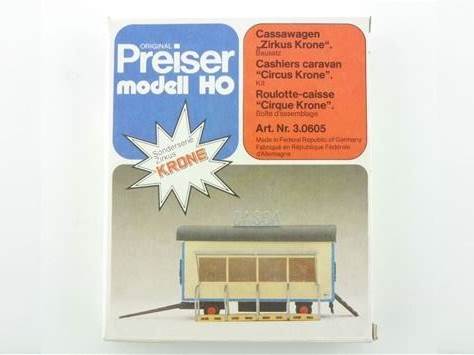 ORIGINAL
Preiser
modell HO
Cassawagen
„Zirkus Krone“.
Bausatz
Cashiers caravan
“Circus Krone”.
Kit
Roulotte-caisse
“Cirque Krone”.
Boîte d'assemblage
Art. Nr. 3.0605
Made in Federal Republic of Germany
Fabriqué en République Fédérale
d'Allemagne
Sonderserie
Zirkus
KRONE
CASSA